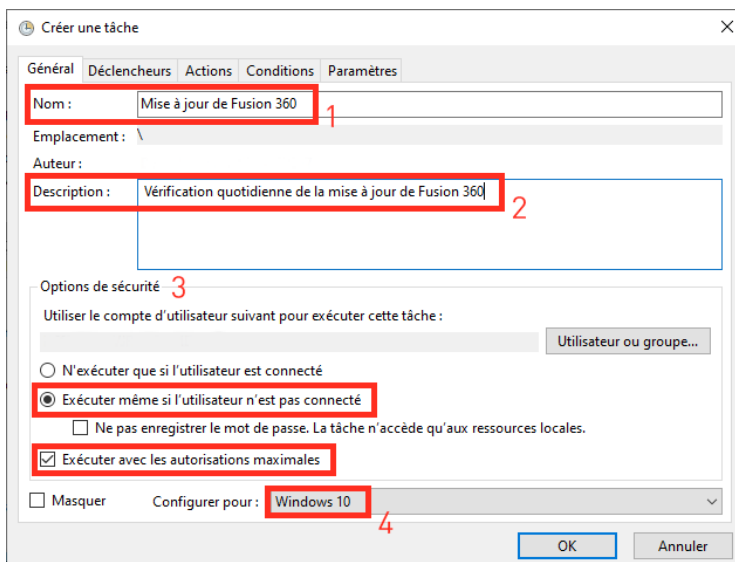 Créer une tâche
Général Déclencheurs Actions Conditions Paramètres
Nom : Mise à jour de Fusion 360
1
Emplacement : \
Auteur :
Description : Vérification quotidienne de la mise à jour de Fusion 360
2
Options de sécurité 3
Utiliser le compte d'utilisateur suivant pour exécuter cette tâche :
Utilisateur ou groupe...
N'exécuter que si l'utilisateur est connecté
Exécuter même si l'utilisateur n'est pas connecté
Ne pas enregistrer le mot de passe. La tâche n'accède qu'aux ressources locales.
Exécuter avec les autorisations maximales
Masquer Configurer pour : Windows 10
4
OK Annuler